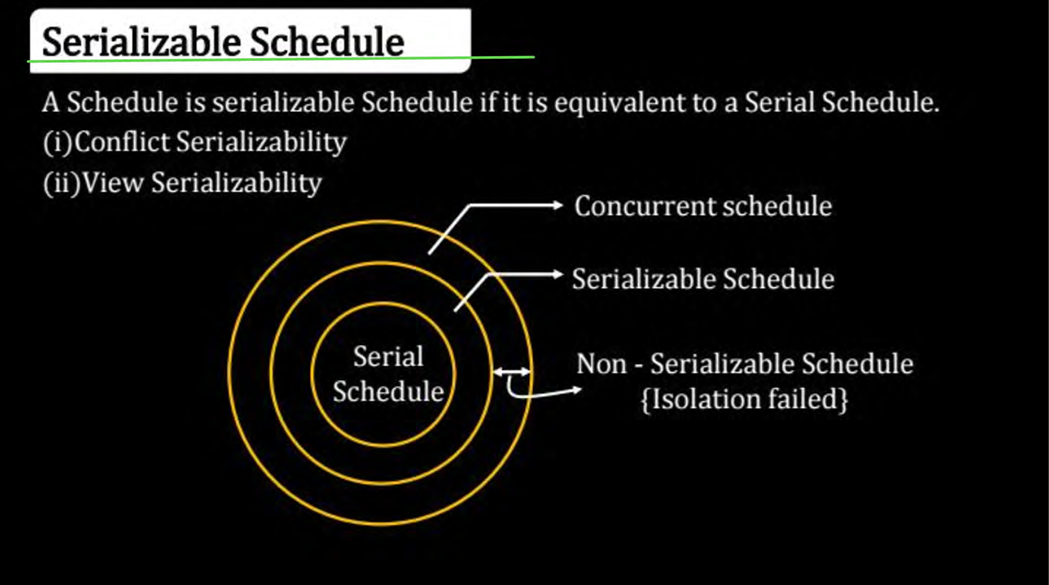 Serializable Schedule
A Schedule is serializable Schedule if it is equivalent to a Serial Schedule.
(i)Conflict Serializability
(ii)View Serializability
Concurrent schedule
Serializable Schedule
Serial
Schedule
Non - Serializable Schedule
{Isolation failed}